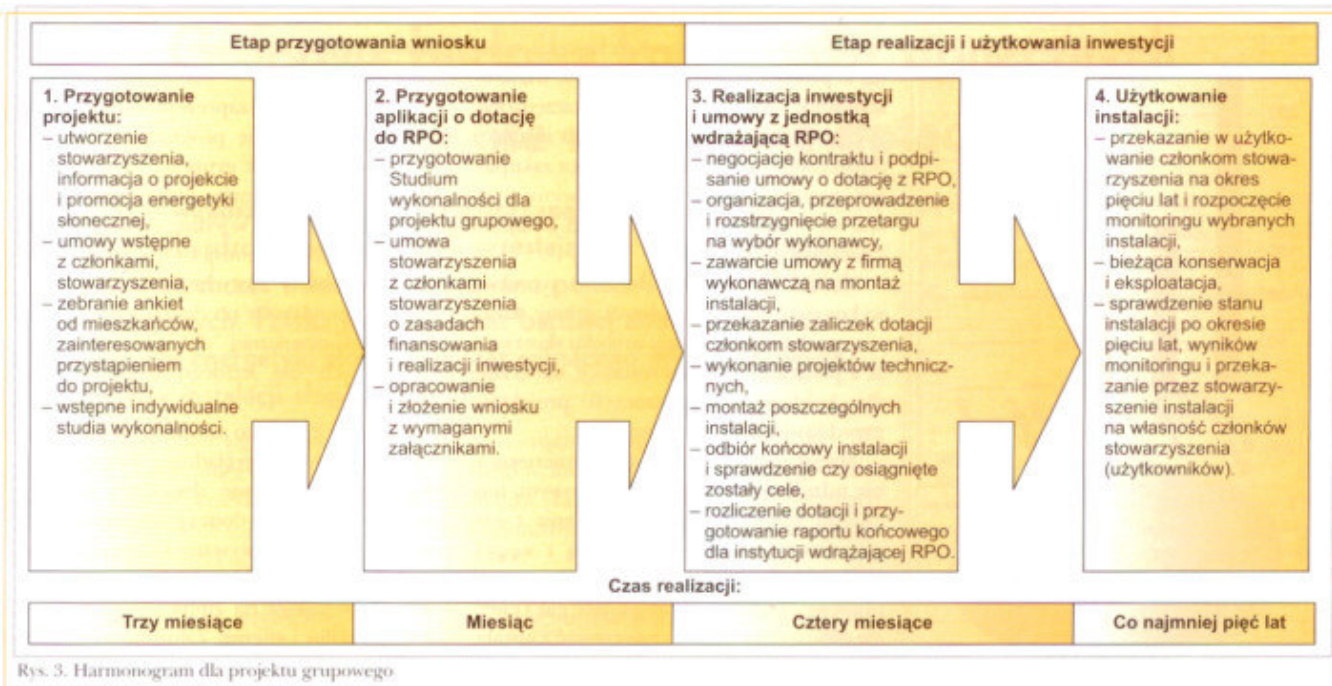 Etap przygotowania wniosku
Etap realizacji i użytkowania inwestycji
1. Przygotowanie
projektu:
– utworzenie
stowarzyszenia,
informacja o projekcie
i promocja energetyki
słonecznej,
– umowy wstępne
z członkami,
stowarzyszenia,
– zebranie ankiet
od mieszkańców,
zainteresowanych
przystąpieniem
do projektu,
– wstępne indywidualne
studia wykonalności.
2. Przygotowanie
aplikacji o dotację
do RPO:
– przygotowanie
Studium
wykonalności dla
projektu grupowego,
– umowa
stowarzyszenia
z członkami
stowarzyszenia
o zasadach
finansowania
i realizacji inwestycji,
– opracowanie
i złożenie wniosku
z wymaganymi
załącznikami.
3. Realizacja inwestycji
i umowy z jednostką
wdrażającą RPO:
– negocjacje kontraktu i podpi-
sanie umowy o dotację z RPO,
– organizacja, przeprowadzenie
i rozstrzygnięcie przetargu
na wybór wykonawcy,
– zawarcie umowy z firmą
wykonawczą na montaż
instalacji,
– przekazanie zaliczek dotacji
członkom stowarzyszenia,
– wykonanie projektów technicz-
nych,
– montaż poszczególnych
instalacji,
– odbiór końcowy instalacji
i sprawdzenie czy osiągnięte
zostały cele,
– rozliczenie dotacji i przy-
gotowanie raportu końcowego
dla instytucji wdrążającej RPO.
4. Użytkowanie
instalacji:
– przekazanie w użytko-
wanie członkom stowa-
rzyszenia na okres
pięciu lat i rozpoczęcie
monitoringu wybranych
instalacji,
– bieżąca konserwacja
i eksploatacja,
– sprawdzenie stanu
instalacji po okresie
pięciu lat, wyników
monitoringu i przeka-
zanie przez stowarzy-
szenie instalacji
na własność członków
stowarzyszenia
(użytkowników).
Czas realizacji:
Trzy miesiące
Miesiąc
Cztery miesiące
Co najmniej pięć lat
Rys. 3. Harmonogram dla projektu grupowego